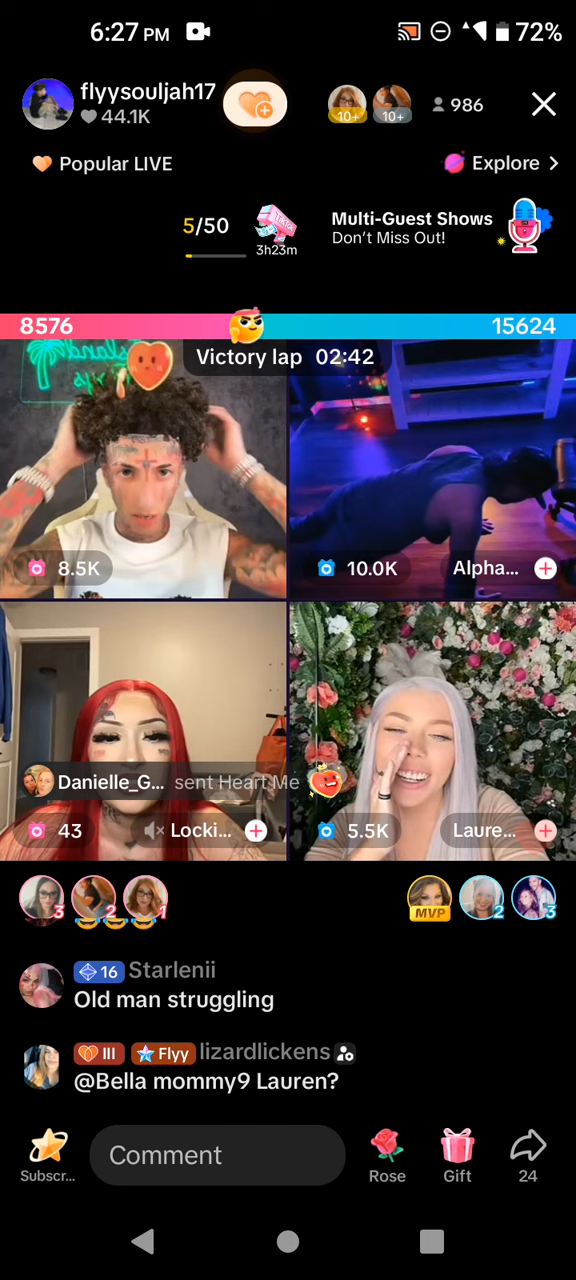 6:27 PM 72%
flyysouljah17
44.1K
10+ 10+ 986
Popular LIVE
Explore >
5/50
TikTok
3h23m
Multi-Guest Shows
Don't Miss Out!
8576 15624
Victory lap 02:42
8.5K
10.0K Alpha...
Danielle_G... sent Heart Me
43 Locki...
5.5K Laure...
3 2 1
MVP 2 3
16 Starlenii
Old man struggling
III Flyy lizardlickens
@Bella mommy9 Lauren?
Subscr...
Comment
Rose
Gift
24